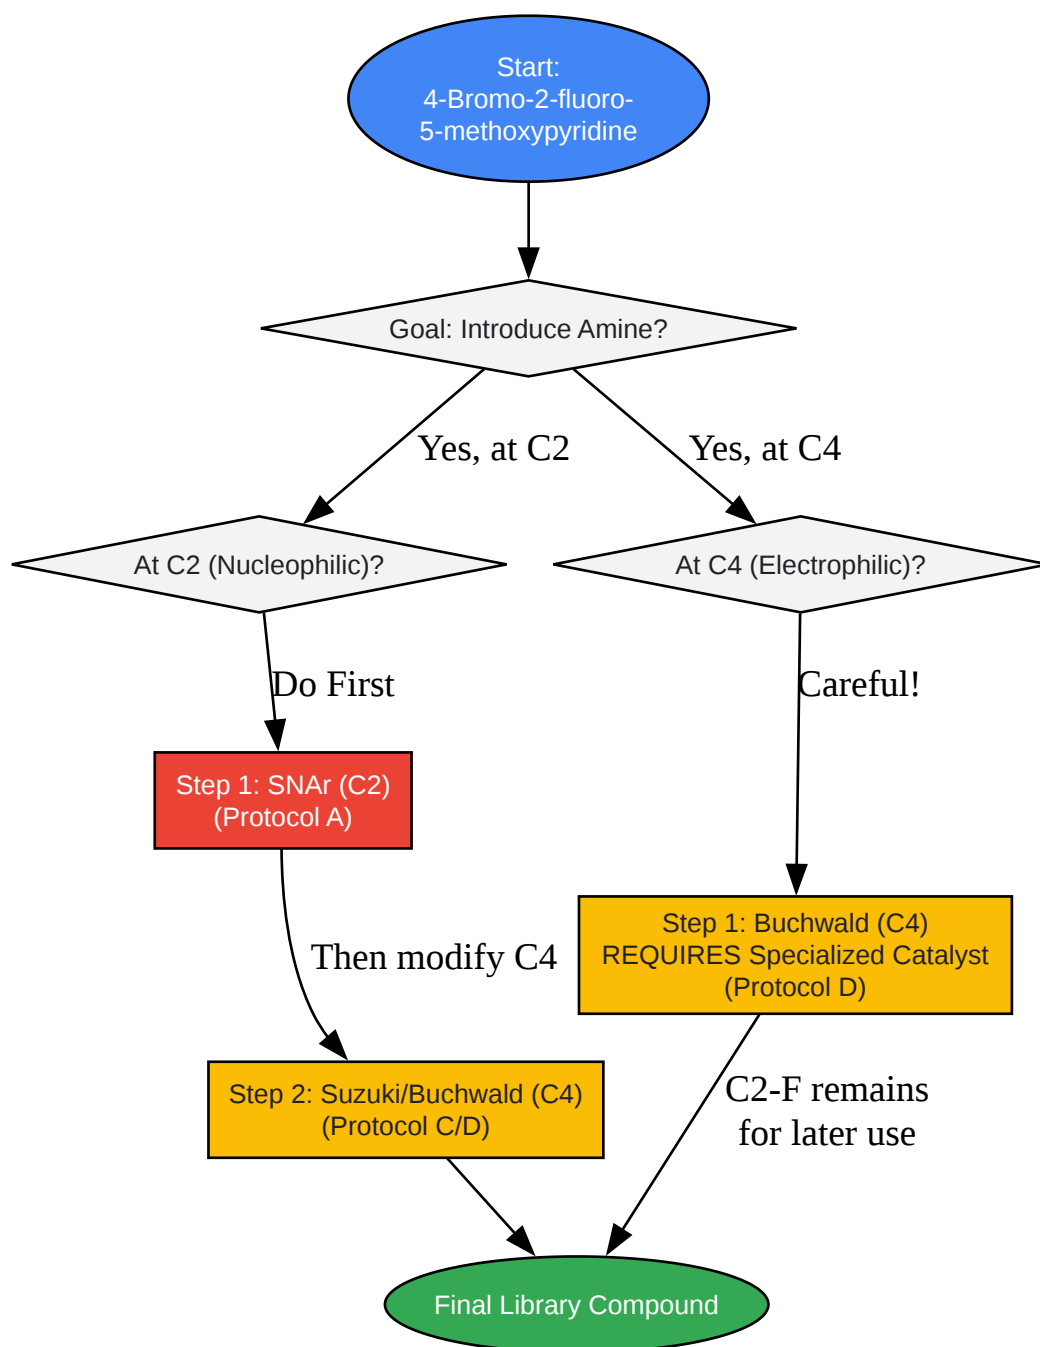 Start:
4-Bromo-2-fluoro-
5-methoxypyridine
Goal: Introduce Amine?
Yes, at C2
Yes, at C4
At C2 (Nucleophilic)?
At C4 (Electrophilic)?
Do First
Careful!
Step 1: SNAr (C2)
(Protocol A)
Step 1: Buchwald (C4)
REQUIRES Specialized Catalyst
(Protocol D)
Then modify C4
Step 2: Suzuki/Buchwald (C4)
(Protocol C/D)
C2-F remains
for later use
Final Library Compound